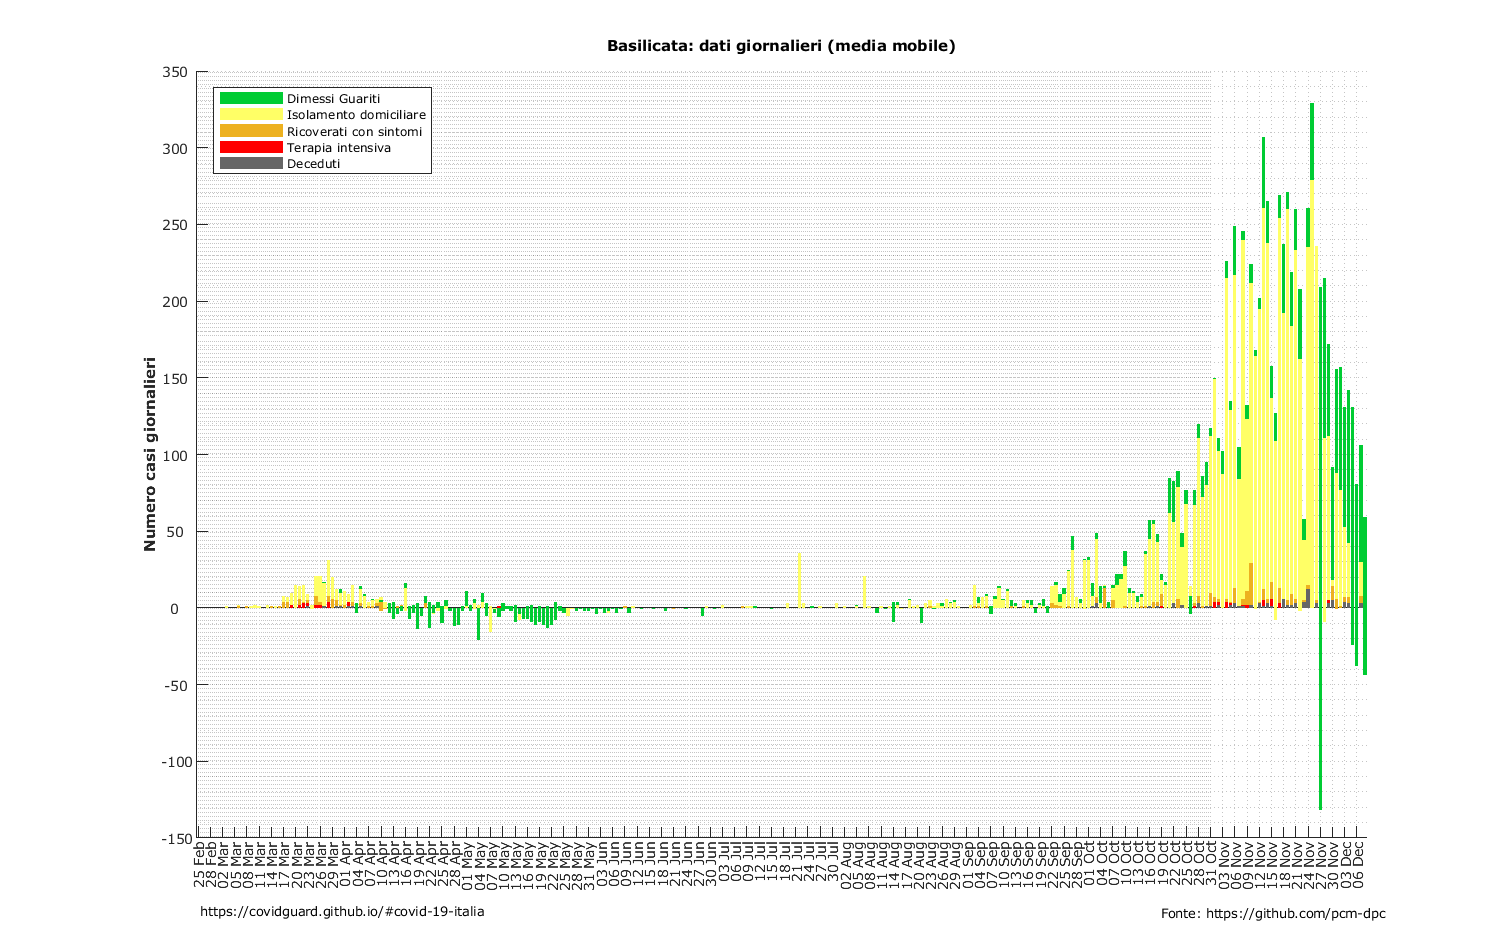 Basilicata: dati giornalieri (media mobile)
Numero casi giornalieri
350
300
250
200
150
100
50
0
-50
-100
-150
Dimessi Guariti
Isolamento domiciliare
Ricoverati con sintomi
Terapia intensiva
Deceduti
25 Feb
28 Feb
02 Mar
05 Mar
08 Mar
11 Mar
14 Mar
17 Mar
20 Mar
23 Mar
26 Mar
29 Mar
01 Apr
04 Apr
07 Apr
10 Apr
13 Apr
16 Apr
19 Apr
22 Apr
25 Apr
28 Apr
01 May
04 May
07 May
10 May
13 May
16 May
19 May
22 May
25 May
28 May
31 May
03 Jun
06 Jun
09 Jun
12 Jun
15 Jun
18 Jun
21 Jun
24 Jun
27 Jun
30 Jun
03 Jul
06 Jul
09 Jul
12 Jul
15 Jul
18 Jul
21 Jul
24 Jul
27 Jul
30 Jul
02 Aug
05 Aug
08 Aug
11 Aug
14 Aug
17 Aug
20 Aug
23 Aug
26 Aug
29 Aug
01 Sep
04 Sep
07 Sep
10 Sep
13 Sep
16 Sep
19 Sep
22 Sep
25 Sep
28 Sep
01 Oct
04 Oct
07 Oct
10 Oct
13 Oct
16 Oct
19 Oct
22 Oct
25 Oct
28 Oct
31 Oct
03 Nov
06 Nov
09 Nov
12 Nov
15 Nov
18 Nov
21 Nov
24 Nov
27 Nov
30 Nov
03 Dec
06 Dec
https://covidguard.github.io/#covid-19-italia
Fonte: https://github.com/pcm-dpc